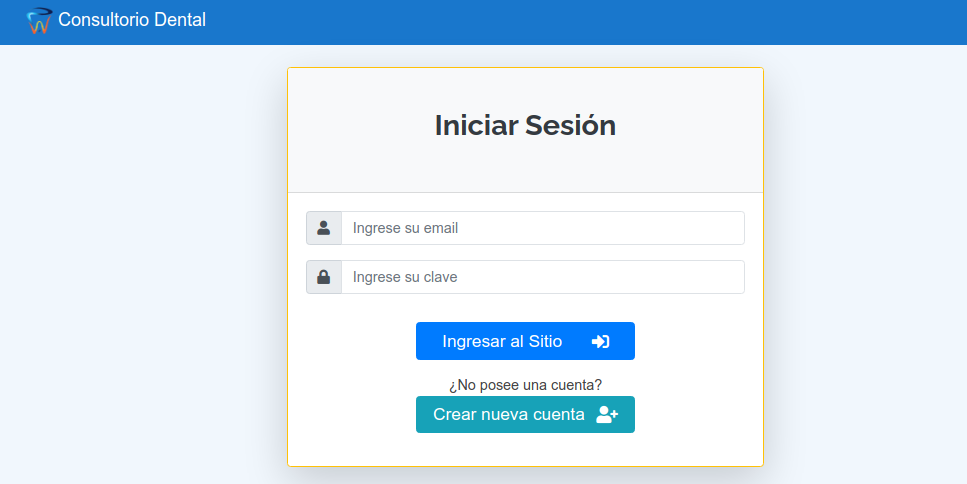 Consultorio Dental
Iniciar Sesión
Ingrese su email
Ingrese su clave
Ingresar al Sitio
¿No posee una cuenta?
Crear nueva cuenta